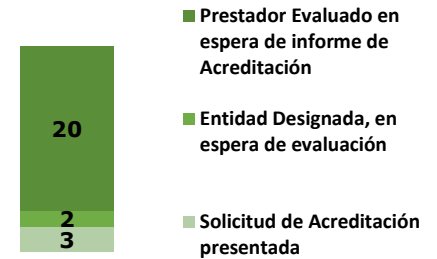 Prestador Evaluado en
espera de informe de
Acreditación
20
Entidad Designada, en
espera de evaluación
2
3
Solicitud de Acreditación
presentada